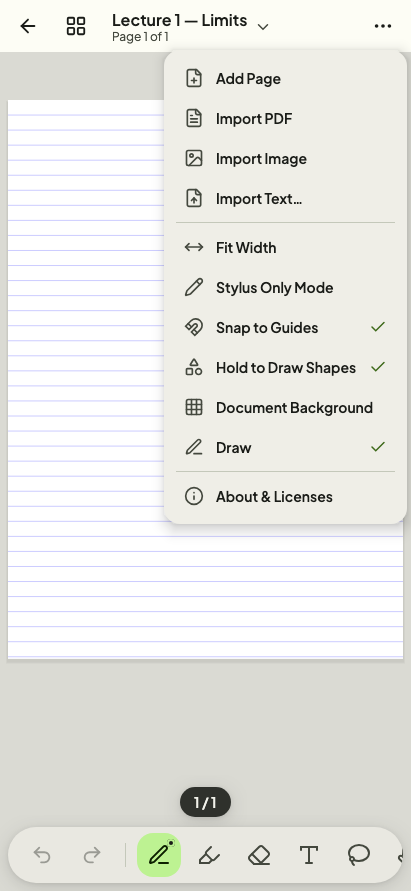 Lecture 1 — Limits
Page 1 of 1
Add Page
Import PDF
Import Image
Import Text...
Fit Width
Stylus Only Mode
Snap to Guides
Hold to Draw Shapes
Document Background
Draw
About & Licenses
1 / 1